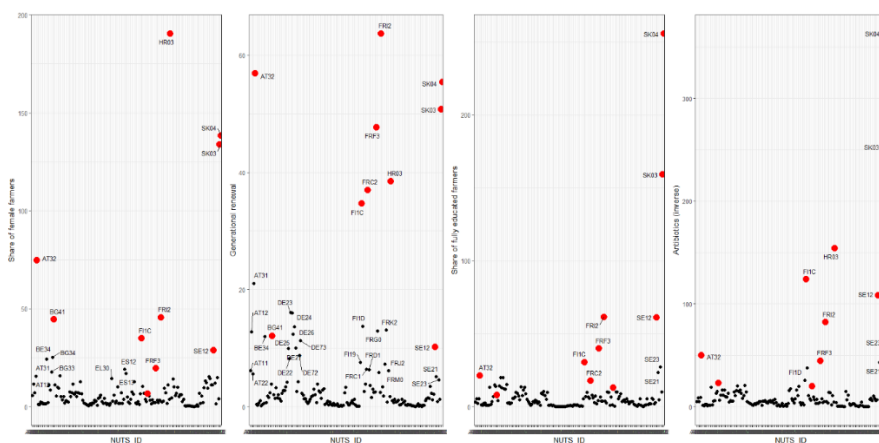 Share of female farmers
200
150
100
50
0
HR03
SK04
SK03
AT32
BG41
FRI2
FI1C
SE12
FRF3
BE34
BG34
AT31
BG33
EL30
ES12
ES13
NUTS_ID
Generational renewal
60
40
20
0
FRI2
AT32
SK04
SK03
FRF3
HR03
FRC2
FI1C
AT31
DE23
AT12
DE24
FI1D
FRK2
BG41
DE26
BE34
DE25
DE73
FRG0
SE12
FI19
FRD1
AT11
FRJ2
AT22
DE22
DE72
FRC1
FRM0
SE21
SE23
NUTS_ID
Share of fully educated farmers
200
100
0
SK04
SK03
FRI2
SE12
FRF3
FI1C
AT32
FRC2
SE23
SE21
NUTS_ID
Antibiotics (inverse)
300
200
100
0
SK04
SK03
HR03
FI1C
SE12
FRI2
AT32
FRF3
FI1D
SE23
NUTS_ID